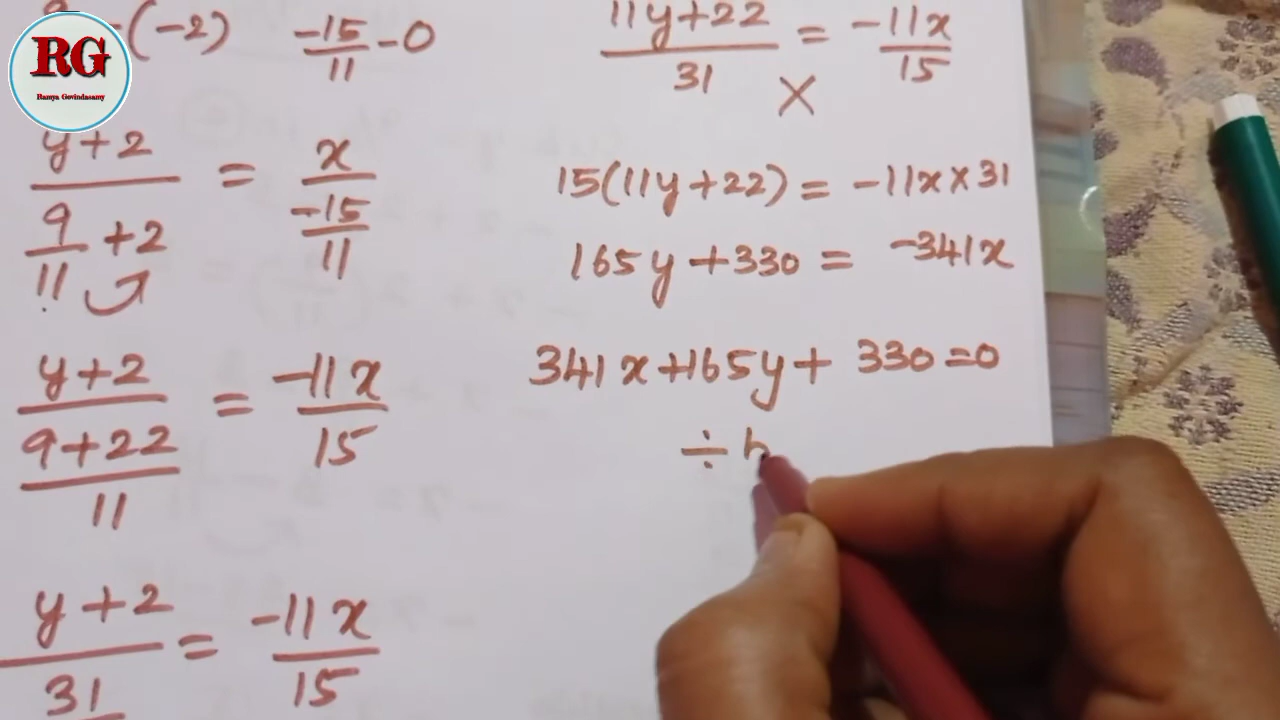 RG
Ramya Govindasamy
-(-2) -15/11 - 0
y+2 / 9/11 + 2 = x / -15/11
y+2 / 9+22/11 = -11x/15
y+2 / 31 = -11x/15
11y+22/31 = -11x/15
15(11y+22) = -11x×31
165y+330 = -341x
341x+165y+330=0
÷